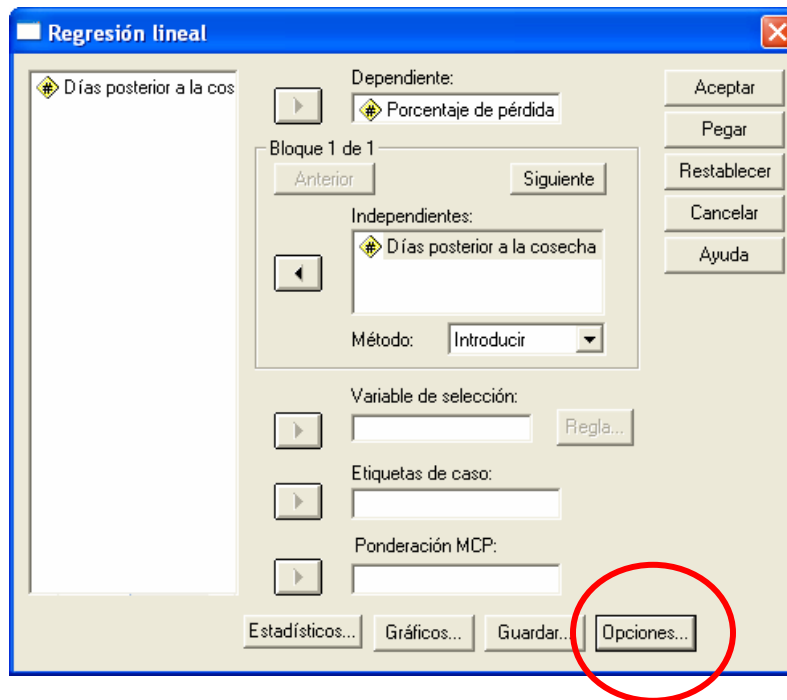 Regresión lineal
Días posterior a la cos
Dependiente:
Porcentaje de pérdida
Bloque 1 de 1
Anterior
Siguiente
Independientes:
Días posterior a la cosecha
Método:
Introducir
Variable de selección:
Regla...
Etiquetas de caso:
Ponderación MCP:
Estadísticos...
Gráficos...
Guardar...
Opciones...
Aceptar
Pegar
Restablecer
Cancelar
Ayuda